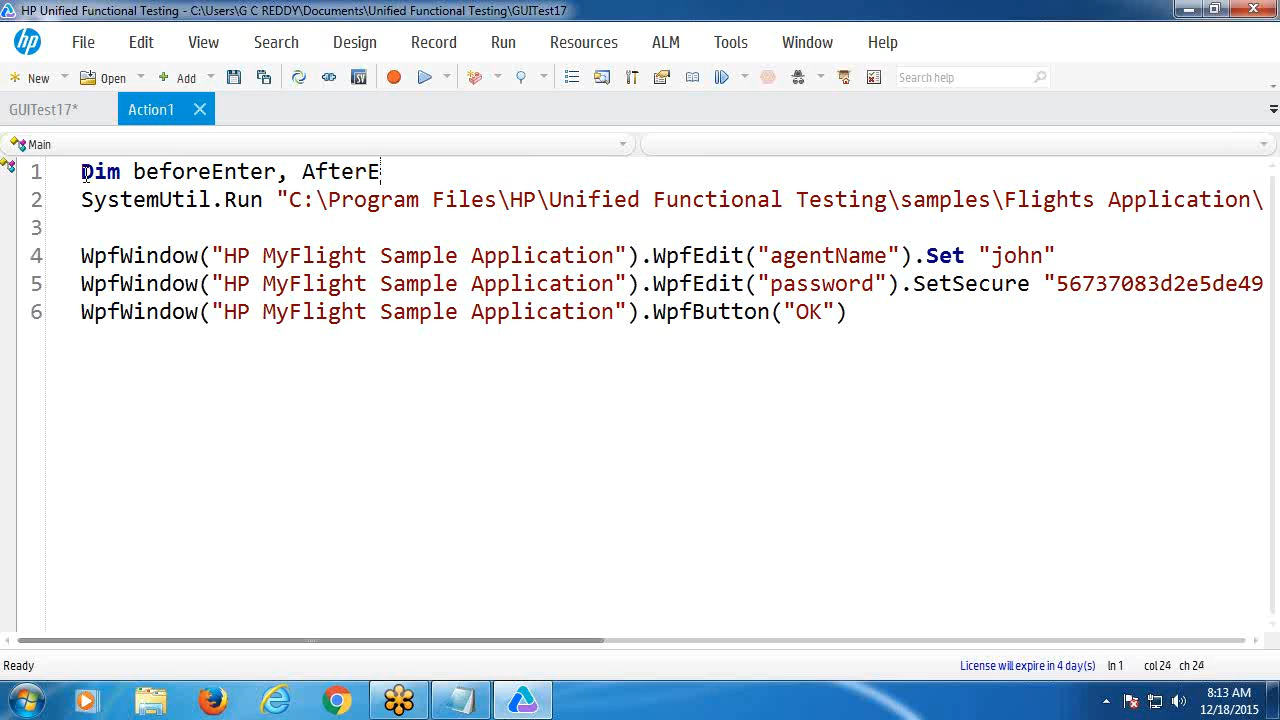 HP Unified Functional Testing - C:\Users\G C REDDY\Documents\Unified Functional Testing\GUITest17
hp File Edit View Search Design Record Run Resources ALM Tools Window Help
New Open Add Search help
GUITest17* Action1
Main
1 Dim beforeEnter, AfterE
2 SystemUtil.Run "C:\Program Files\HP\Unified Functional Testing\samples\Flights Application\
3
4 WpfWindow("HP MyFlight Sample Application").WpfEdit("agentName").Set "john"
5 WpfWindow("HP MyFlight Sample Application").WpfEdit("password").SetSecure "56737083d2e5de49
6 WpfWindow("HP MyFlight Sample Application").WpfButton("OK")
Ready License will expire in 4 day(s) ln 1 col 24 ch 24
8:13 AM
12/18/2015